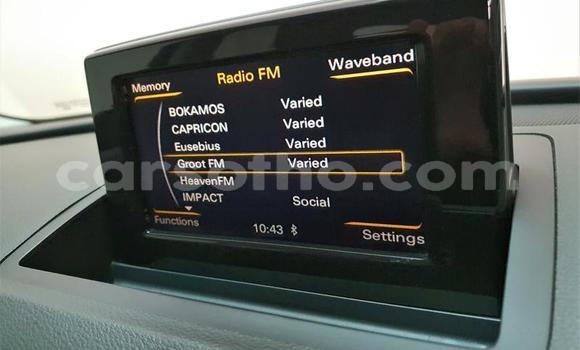 Memory Radio FM Waveband
BOKAMOS Varied
CAPRICON Varied
Eusebius Varied
Groot FM Varied
HeavenFM
IMPACT Social
Functions 10:43 Settings
carsotho.com